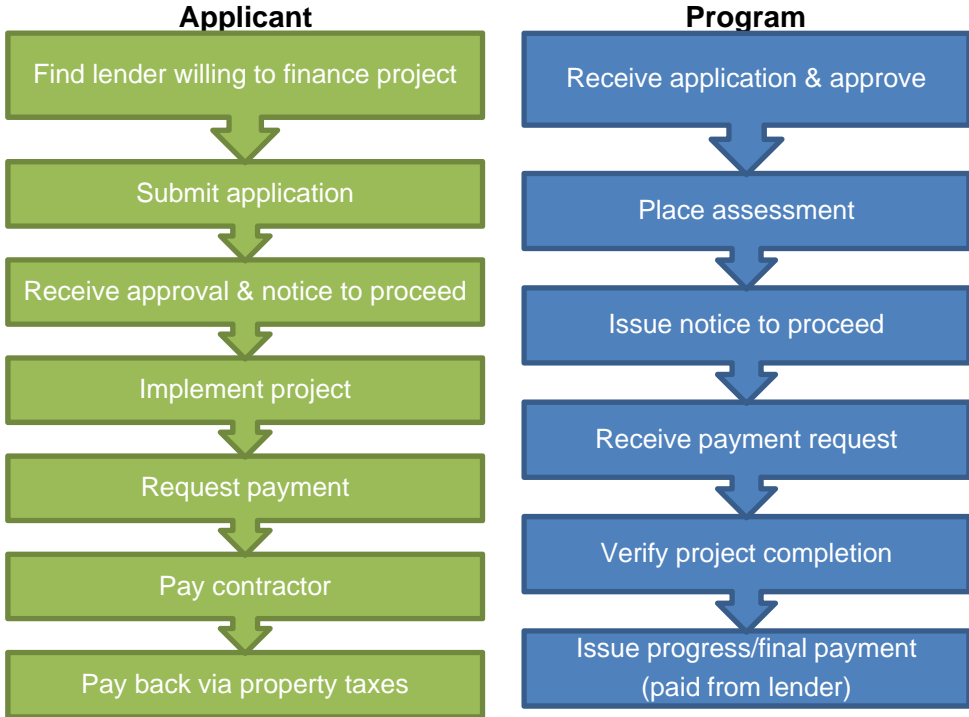 Applicant
Find lender willing to finance project
Submit application
Receive approval & notice to proceed
Implement project
Request payment
Pay contractor
Pay back via property taxes
Program
Receive application & approve
Place assessment
Issue notice to proceed
Receive payment request
Verify project completion
Issue progress/final payment
(paid from lender)